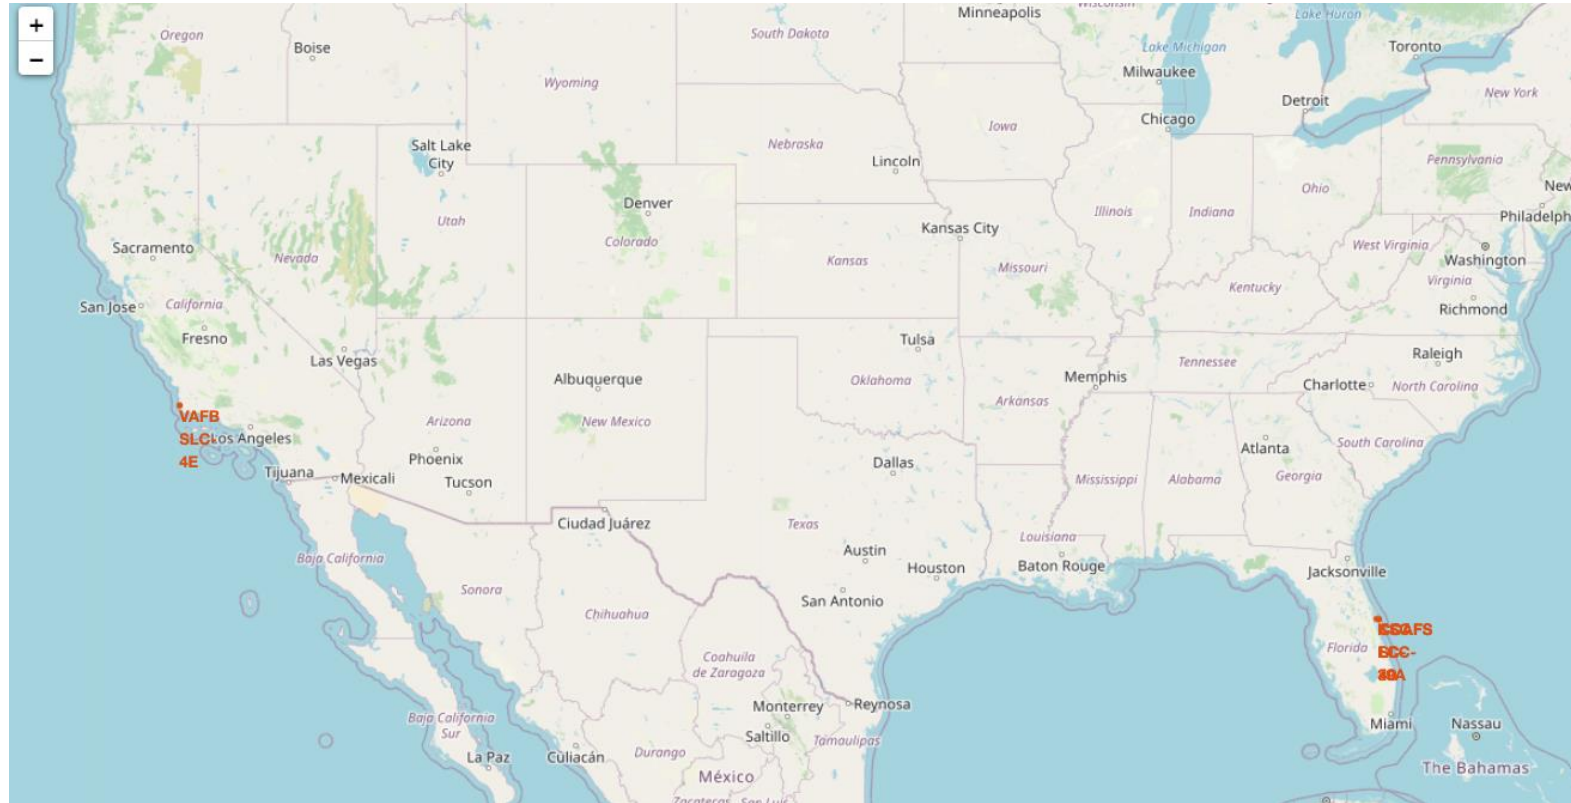 +
−
Oregon
Boise
South Dakota
Minneapolis
Wisconsin
Lake Huron
Toronto
Lake Michigan
Milwaukee
Wyoming
Detroit
New York
Chicago
Iowa
Salt Lake
City
Nebraska
Lincoln
Pennsylvania
Ohio
New
Denver
Utah
Illinois
Indiana
Philadelph
Sacramento
Nevada
Colorado
Kansas City
Kansas
Missouri
West Virginia
Washington
Virginia
Kentucky
San Jose
California
Richmond
Fresno
Las Vegas
Tulsa
Tennessee
Raleigh
Albuquerque
Oklahoma
Memphis
Charlotte
North Carolina
Arkansas
VAFB
SLC-
4E
Los Angeles
Arizona
New Mexico
South Carolina
Atlanta
Phoenix
Dallas
Tijuana
Mexicali
Tucson
Mississippi
Alabama
Georgia
Ciudad Juárez
Texas
Louisiana
Baja California
Austin
Houston
Baton Rouge
Jacksonville
Sonora
San Antonio
Chihuahua
Florida
Coahuila
de Zaragoza
Monterrey
Reynosa
Baja California
Sur
Saltillo
Tamaulipas
Miami
Nassau
La Paz
Culiacán
Durango
México
The Bahamas
Zacatecas
San Luis